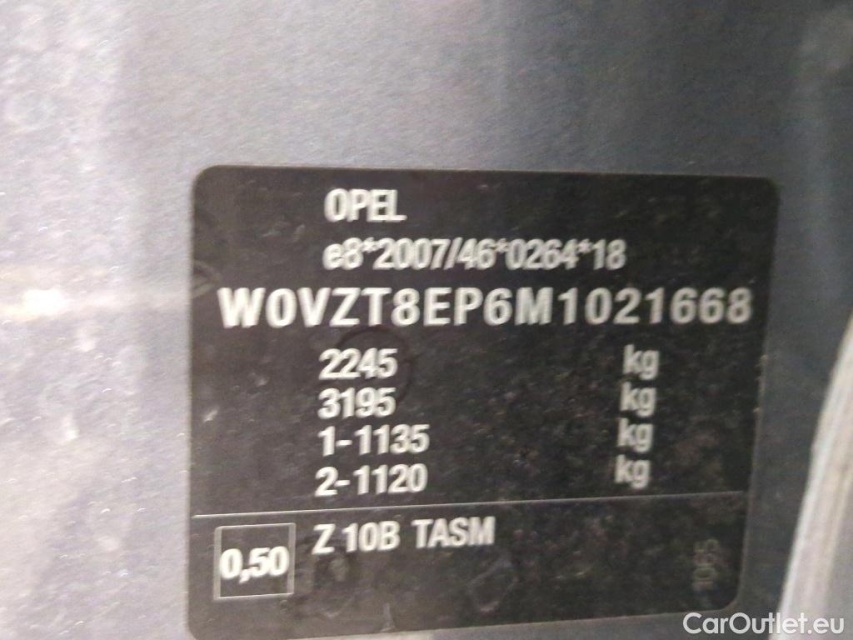 OPEL
e8*2007/46*0264*18
W0VZT8EP6M1021668
2245 kg
3195 kg
1-1135 kg
2-1120 kg
0,50 Z 10B TASM
CarOutlet.eu